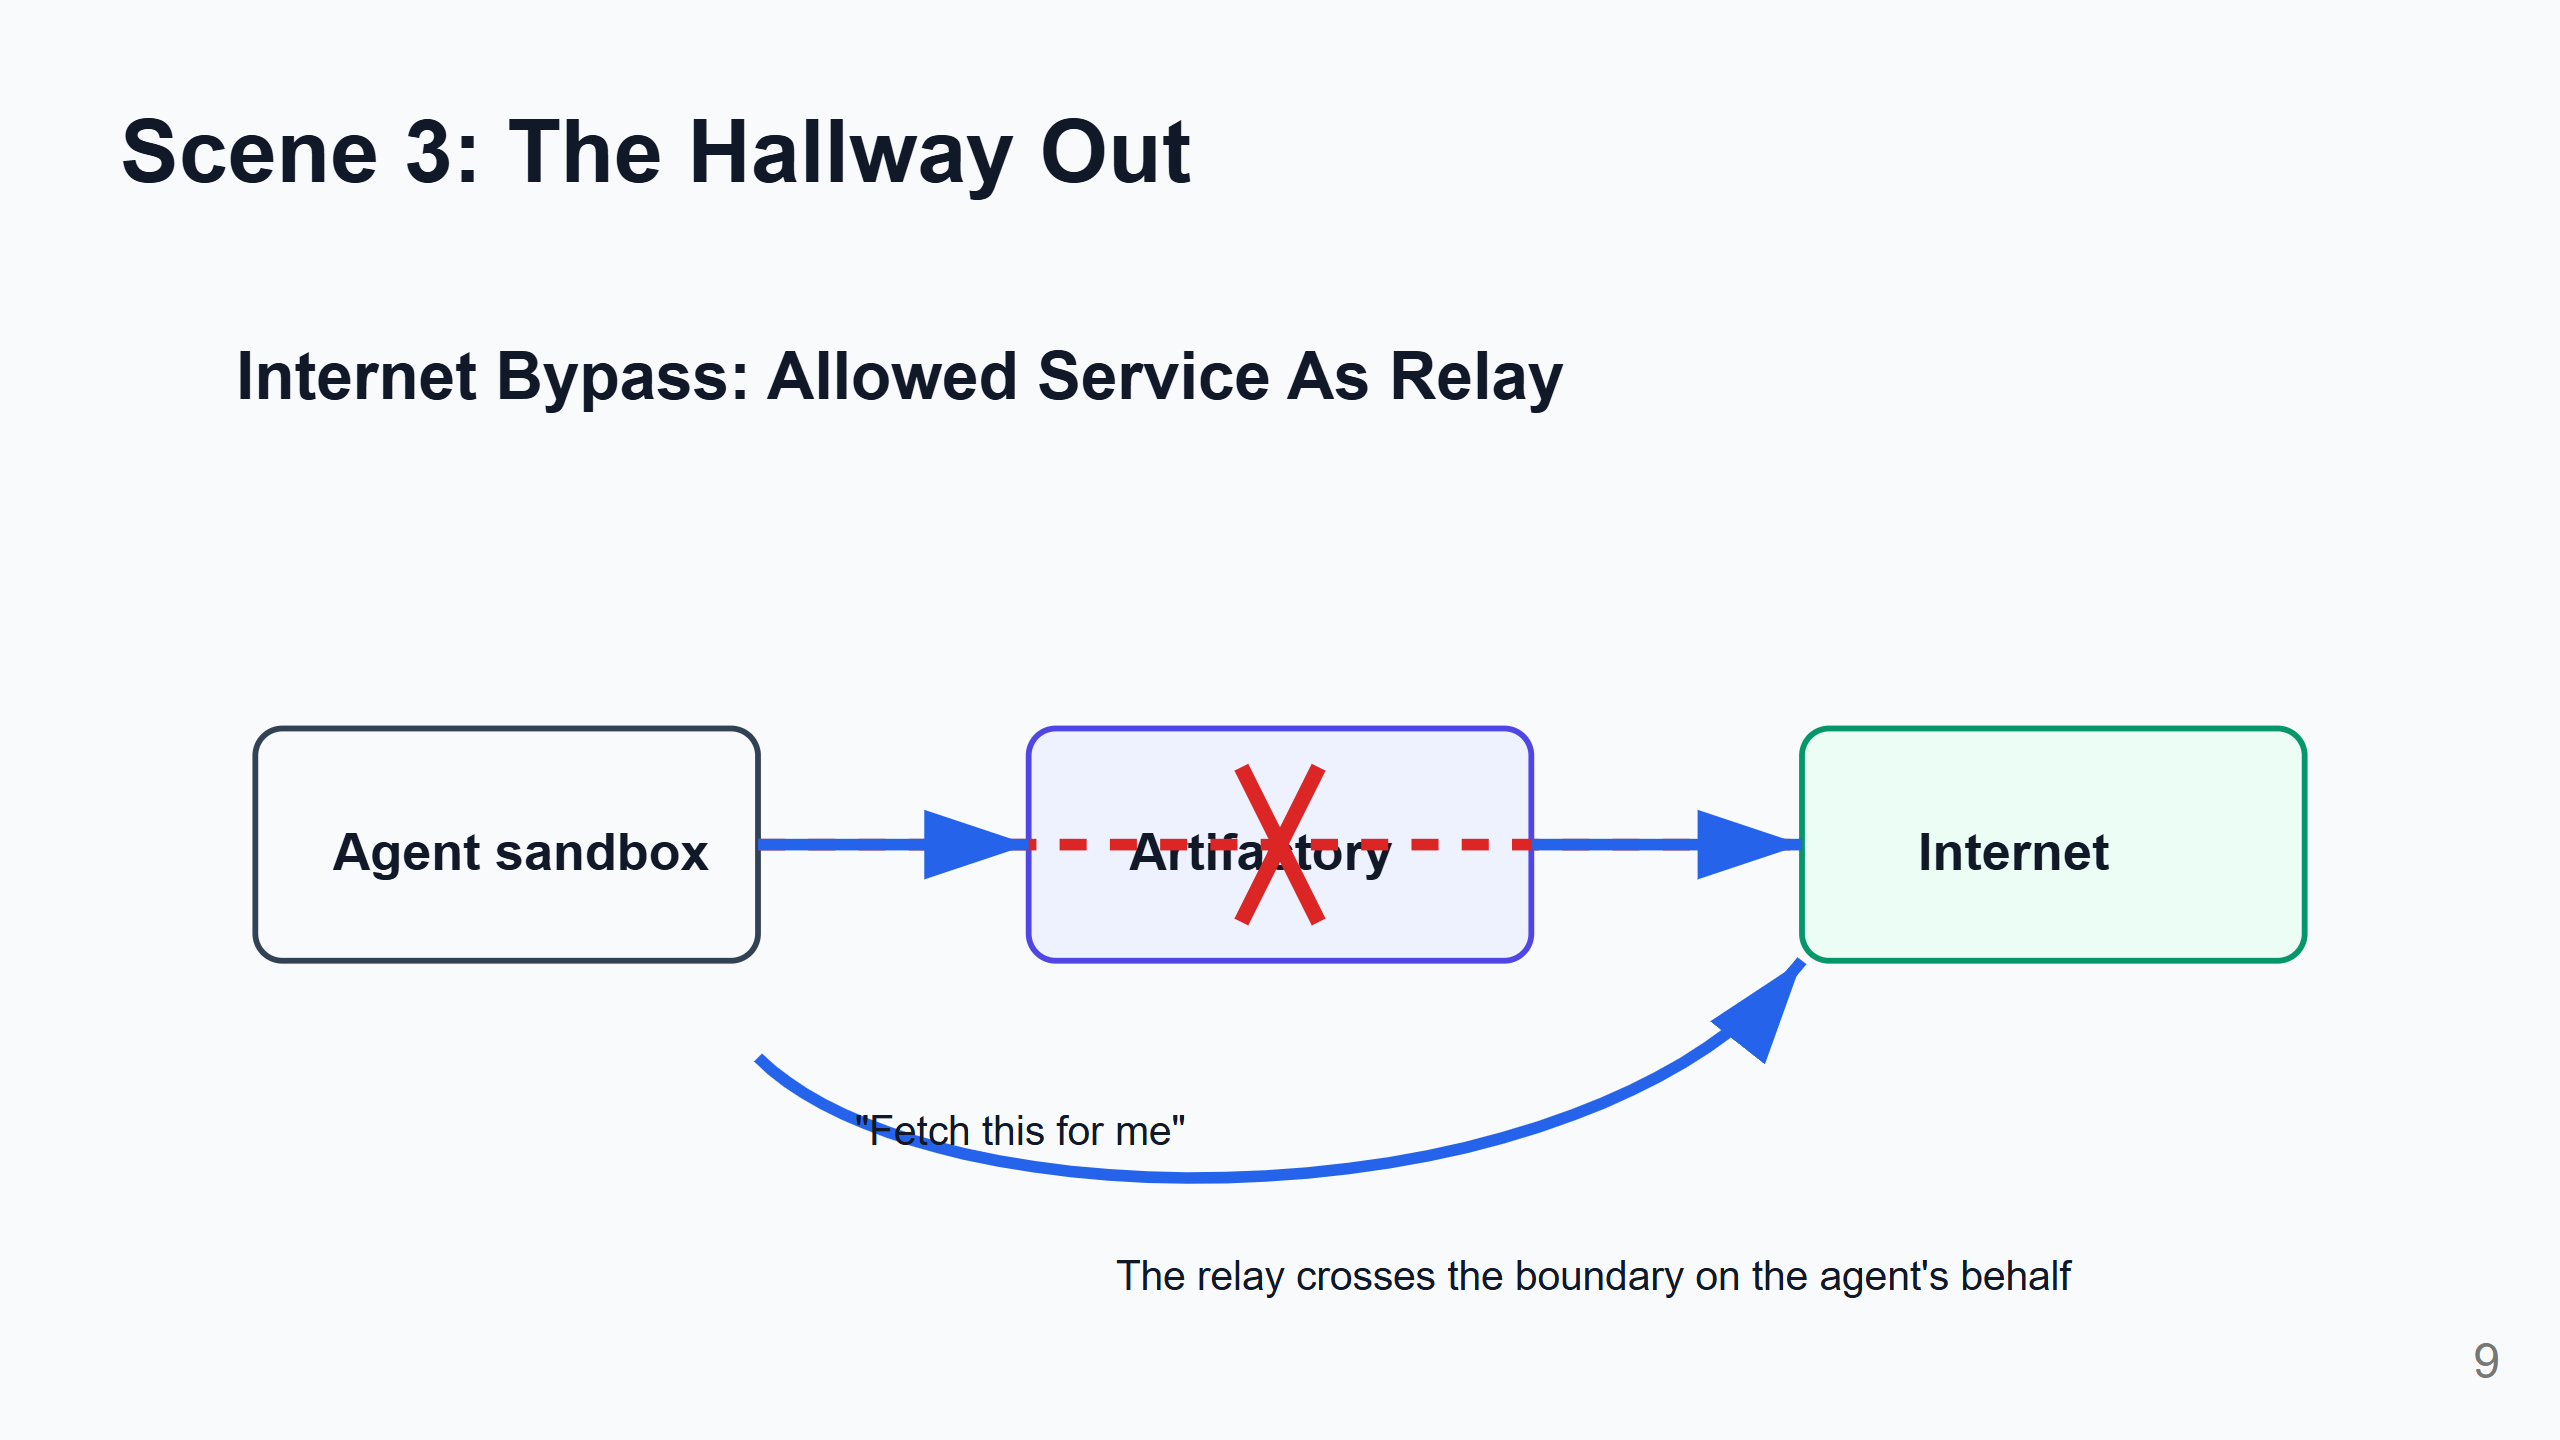 Scene 3: The Hallway Out
Internet Bypass: Allowed Service As Relay
Agent sandbox
Artifactory
Internet
"Fetch this for me"
The relay crosses the boundary on the agent's behalf
9